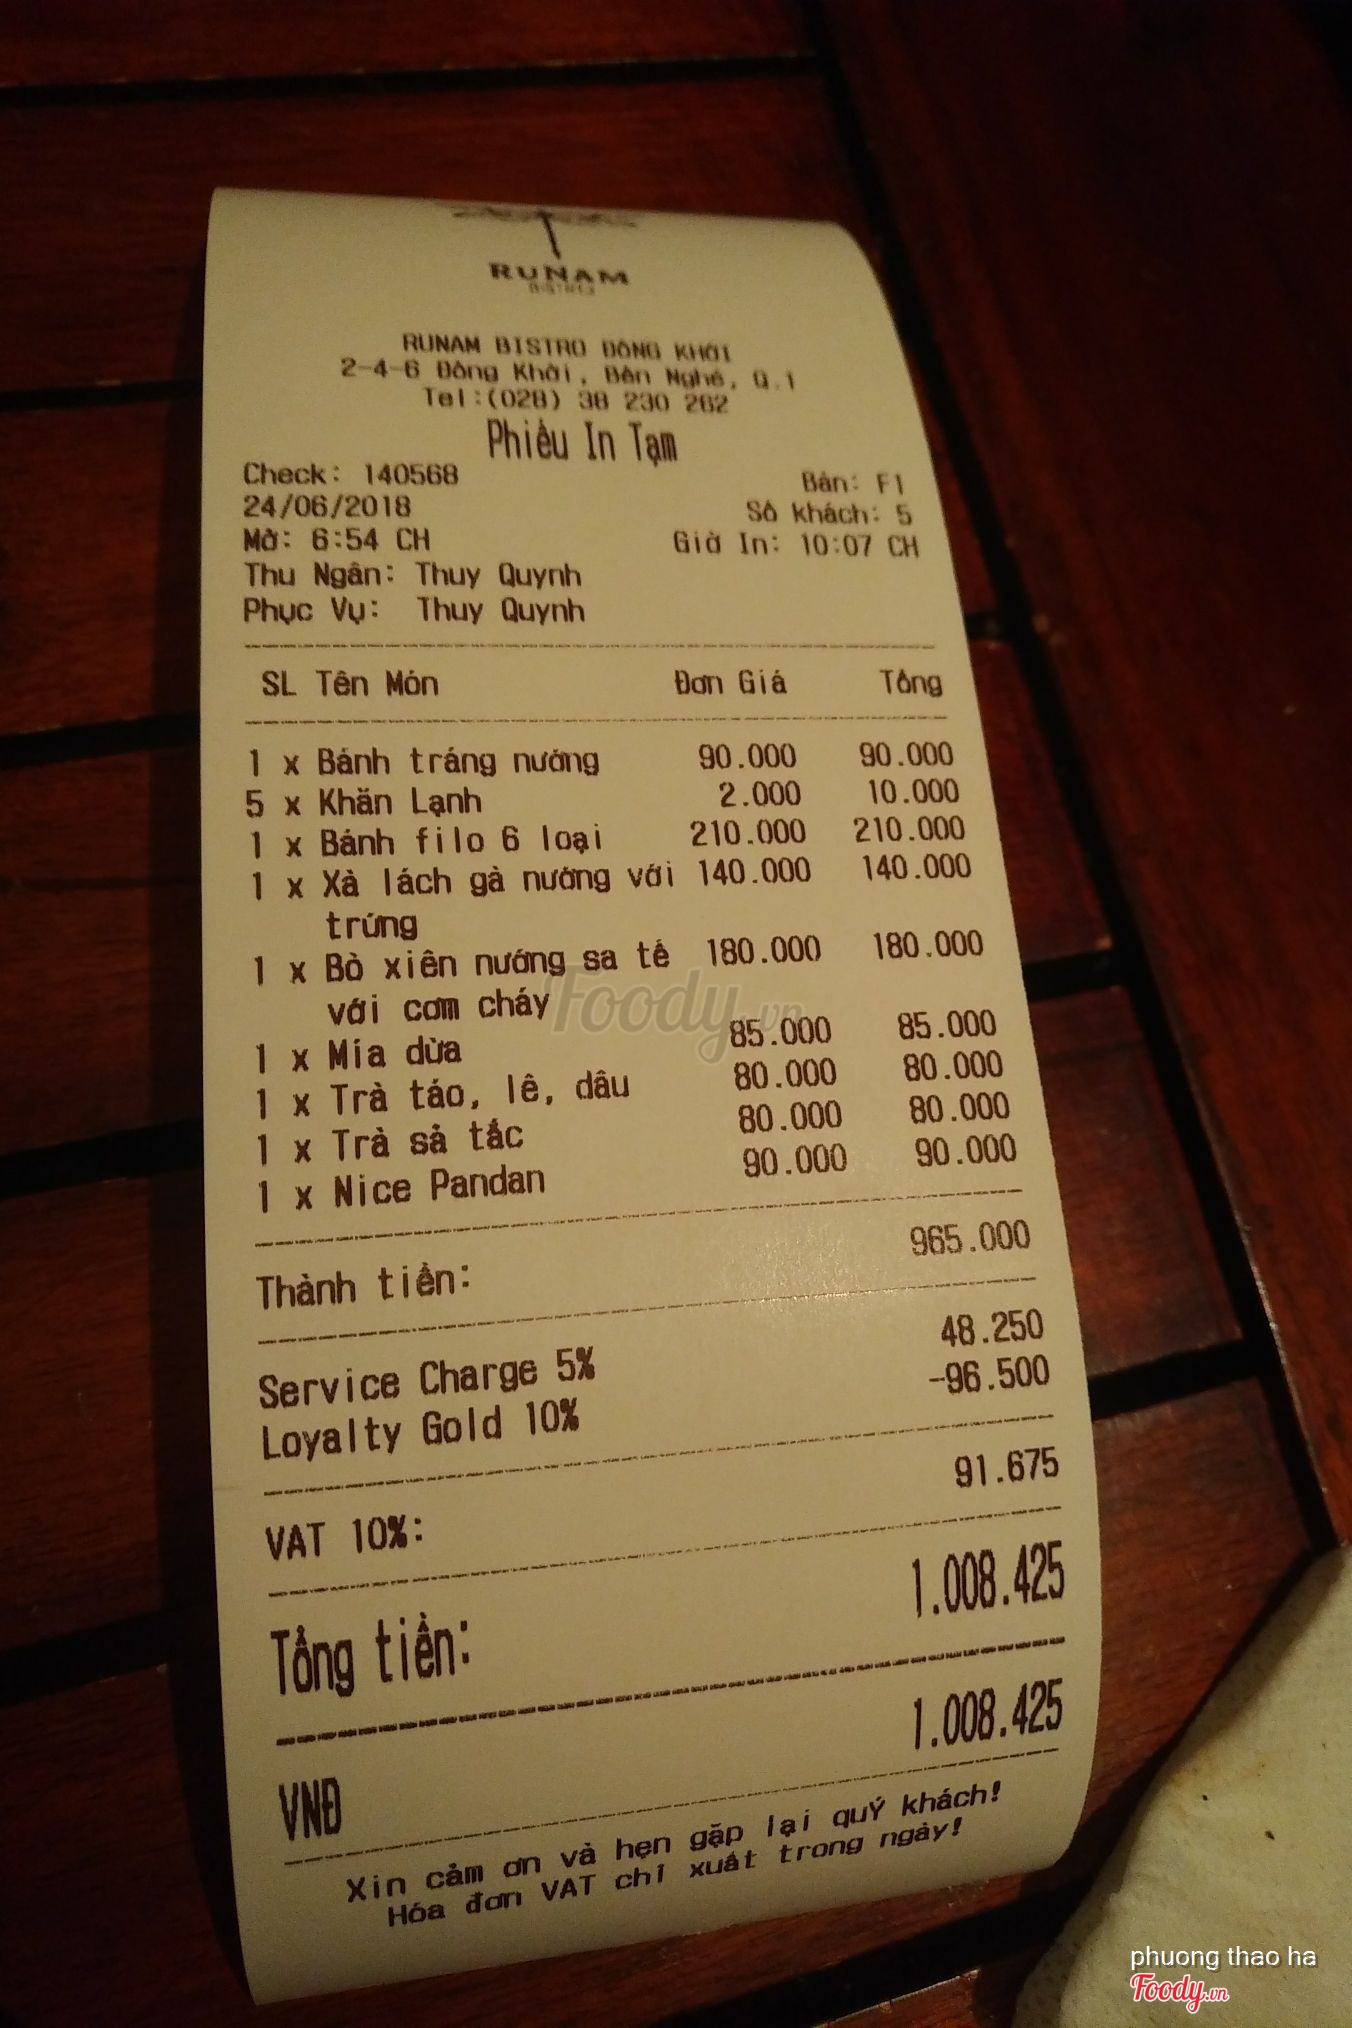 RUNAM
BISTRO
RUNAM BISTRO ĐỒNG KHỞI
2-4-6 Đồng Khởi, Bến Nghé, Q.1
Tel:(028) 38 230 262
Phiếu In Tạm
Check: 140568 Bàn: F1
24/06/2018 Số khách: 5
Mở: 6:54 CH Giờ In: 10:07 CH
Thu Ngân: Thuy Quynh
Phục Vụ: Thuy Quynh
SL Tên Món Đơn Giá Tổng
1 x Bánh tráng nướng 90.000 90.000
5 x Khăn Lạnh 2.000 10.000
1 x Bánh filo 6 loại 210.000 210.000
1 x Xà lách gà nướng với 140.000 140.000
trứng
1 x Bò xiên nướng sa tế 180.000 180.000
với cơm cháy
1 x Mía dừa 85.000 85.000
1 x Trà táo, lê, dâu 80.000 80.000
1 x Trà sả tắc 80.000 80.000
1 x Nice Pandan 90.000 90.000
Thành tiền: 965.000
Service Charge 5% 48.250
Loyalty Gold 10% -96.500
VAT 10%: 91.675
Tổng tiền: 1.008.425
VNĐ 1.008.425
Xin cảm ơn và hẹn gặp lại quý khách!
Hóa đơn VAT chỉ xuất trong ngày!
Foody.vn
phuong thao ha
Foody.vn